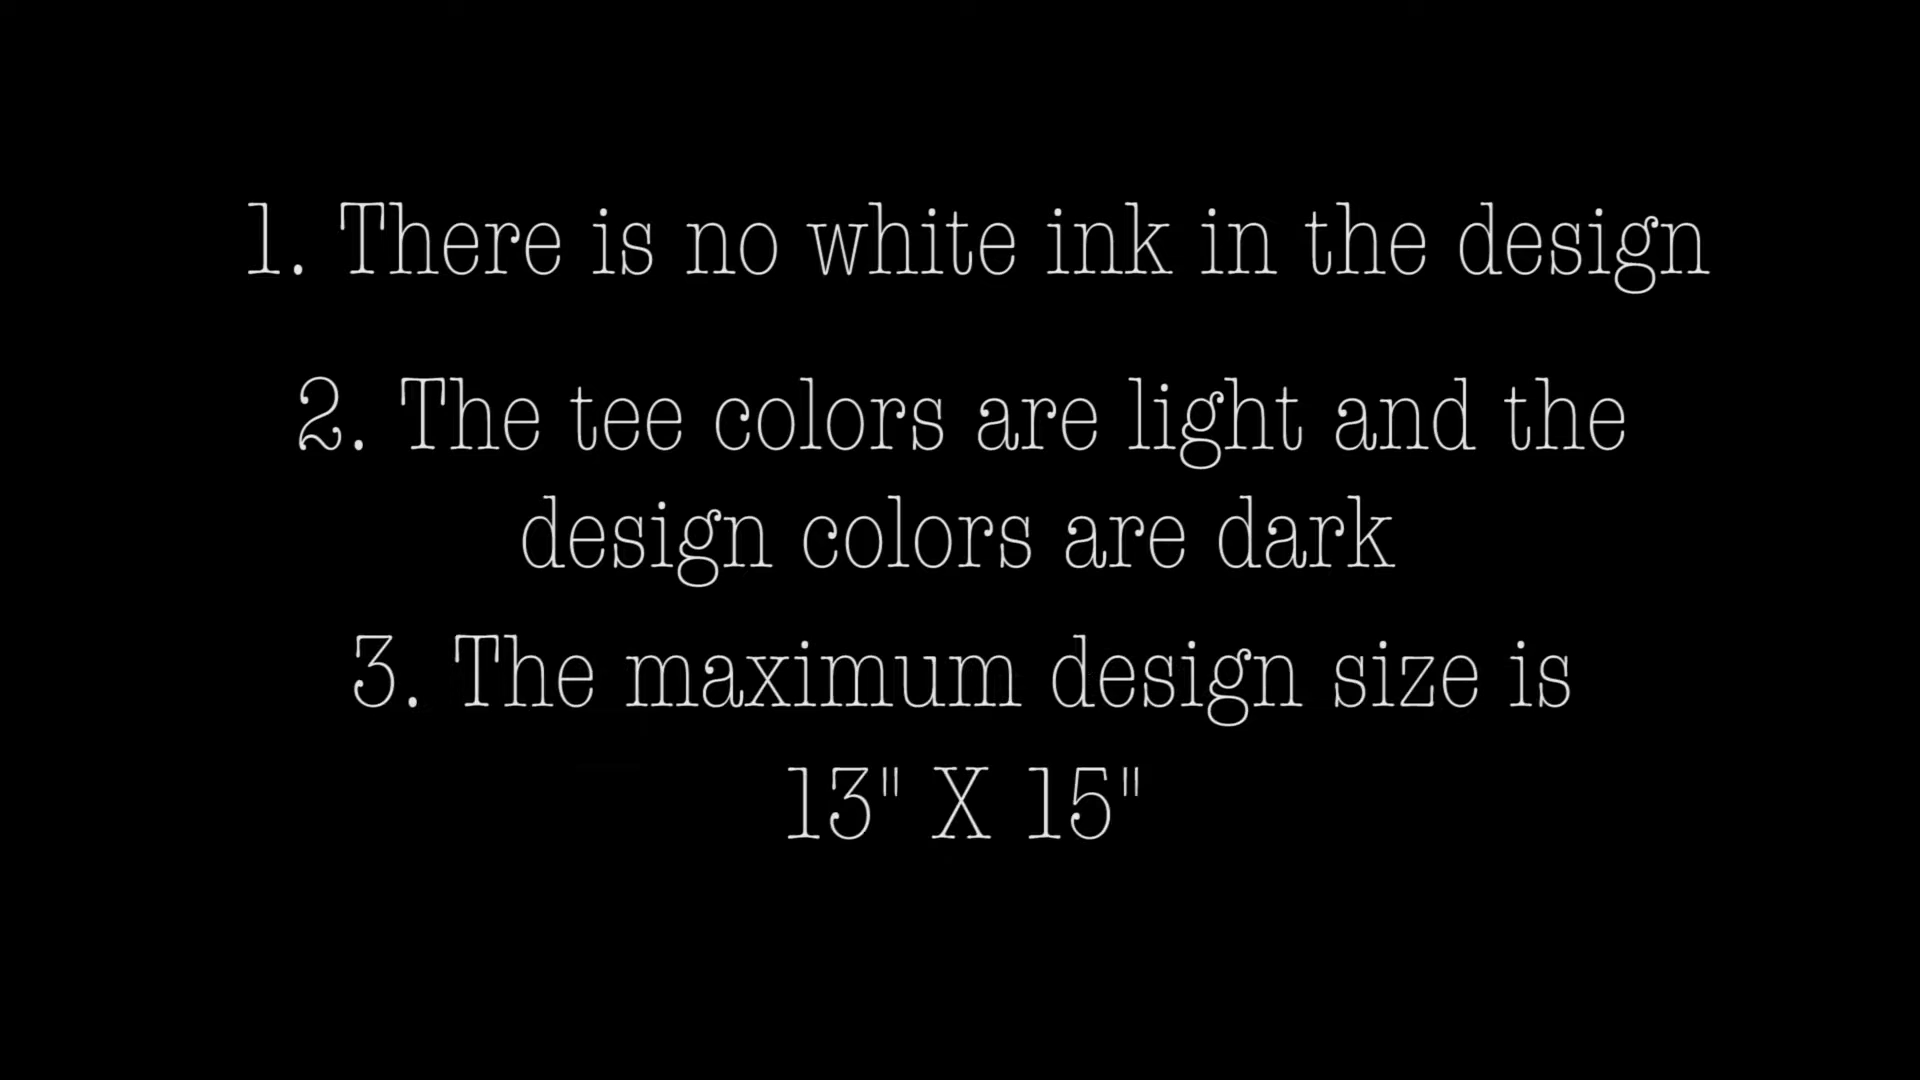 1. There is no white ink in the design
2. The tee colors are light and the
design colors are dark
3. The maximum design size is
13" X 15"